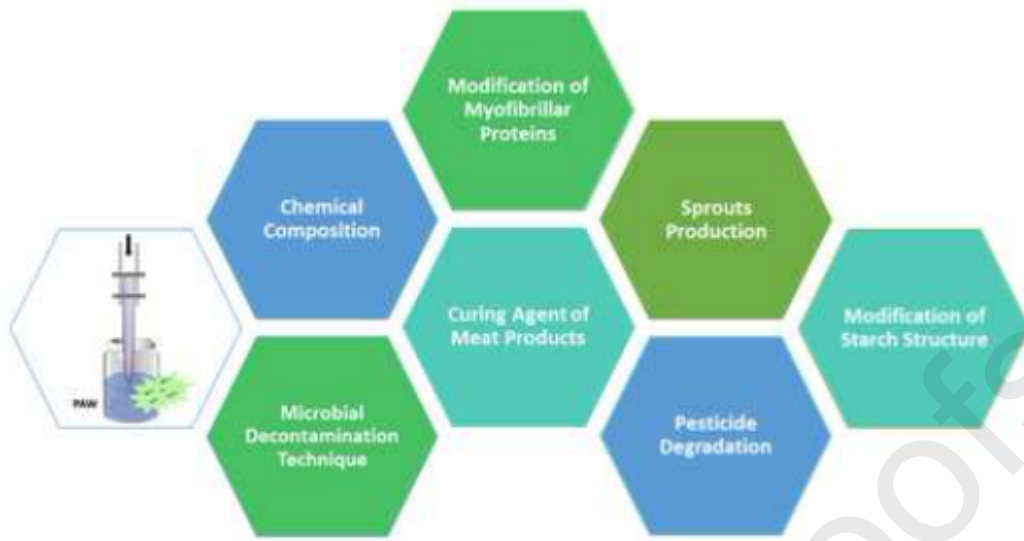 Modification of
Myofibrillar
Proteins
Chemical
Composition
Sprouts
Production
PAW
Curing Agent of
Meat Products
Modification of
Starch Structure
Microbial
Decontamination
Technique
Pesticide
Degradation